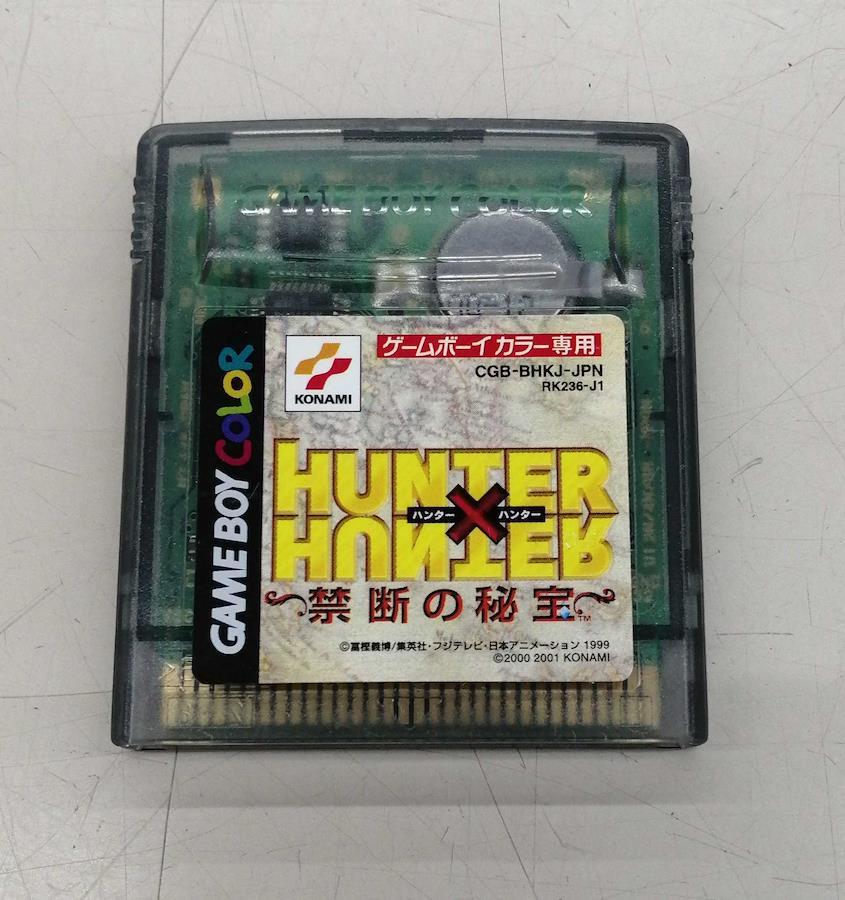 GAME BOY COLOR
GAME BOY COLOR
KONAMI
ゲームボーイカラー専用
CGB-BHKJ-JPN
RK236-J1
HUNTER
ハンター×ハンター
HUNTER
禁断の秘宝™
©冨樫義博/集英社・フジテレビ・日本アニメーション 1999
©2000 2001 KONAMI